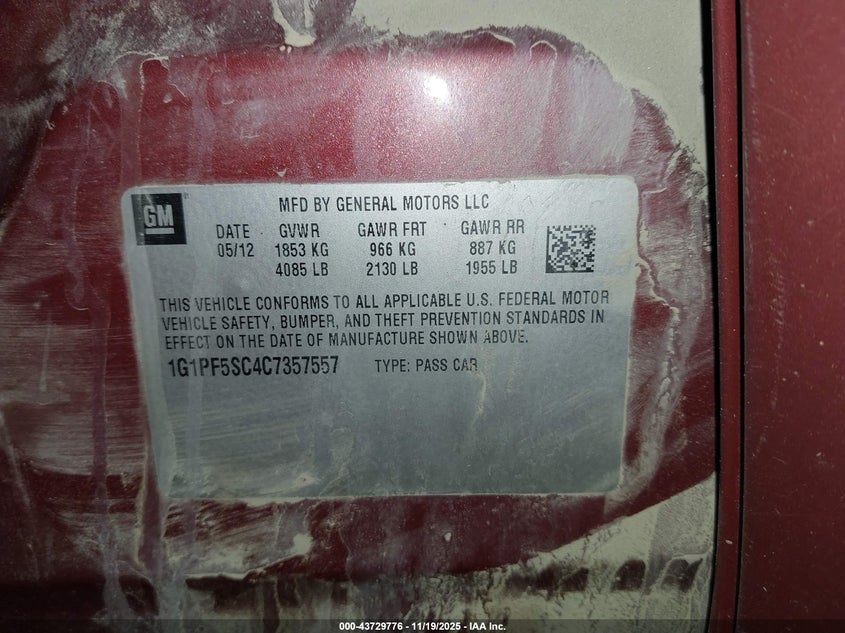 GM
MFD BY GENERAL MOTORS LLC
DATE GVWR GAWR FRT GAWR RR
05/12 1853 KG 966 KG 887 KG
4085 LB 2130 LB 1955 LB
THIS VEHICLE CONFORMS TO ALL APPLICABLE U.S. FEDERAL MOTOR
VEHICLE SAFETY, BUMPER, AND THEFT PREVENTION STANDARDS IN
EFFECT ON THE DATE OF MANUFACTURE SHOWN ABOVE.
1G1PF5SC4C7357557 TYPE: PASS CAR
000-43729776 - 11/19/2025 - IAA Inc.